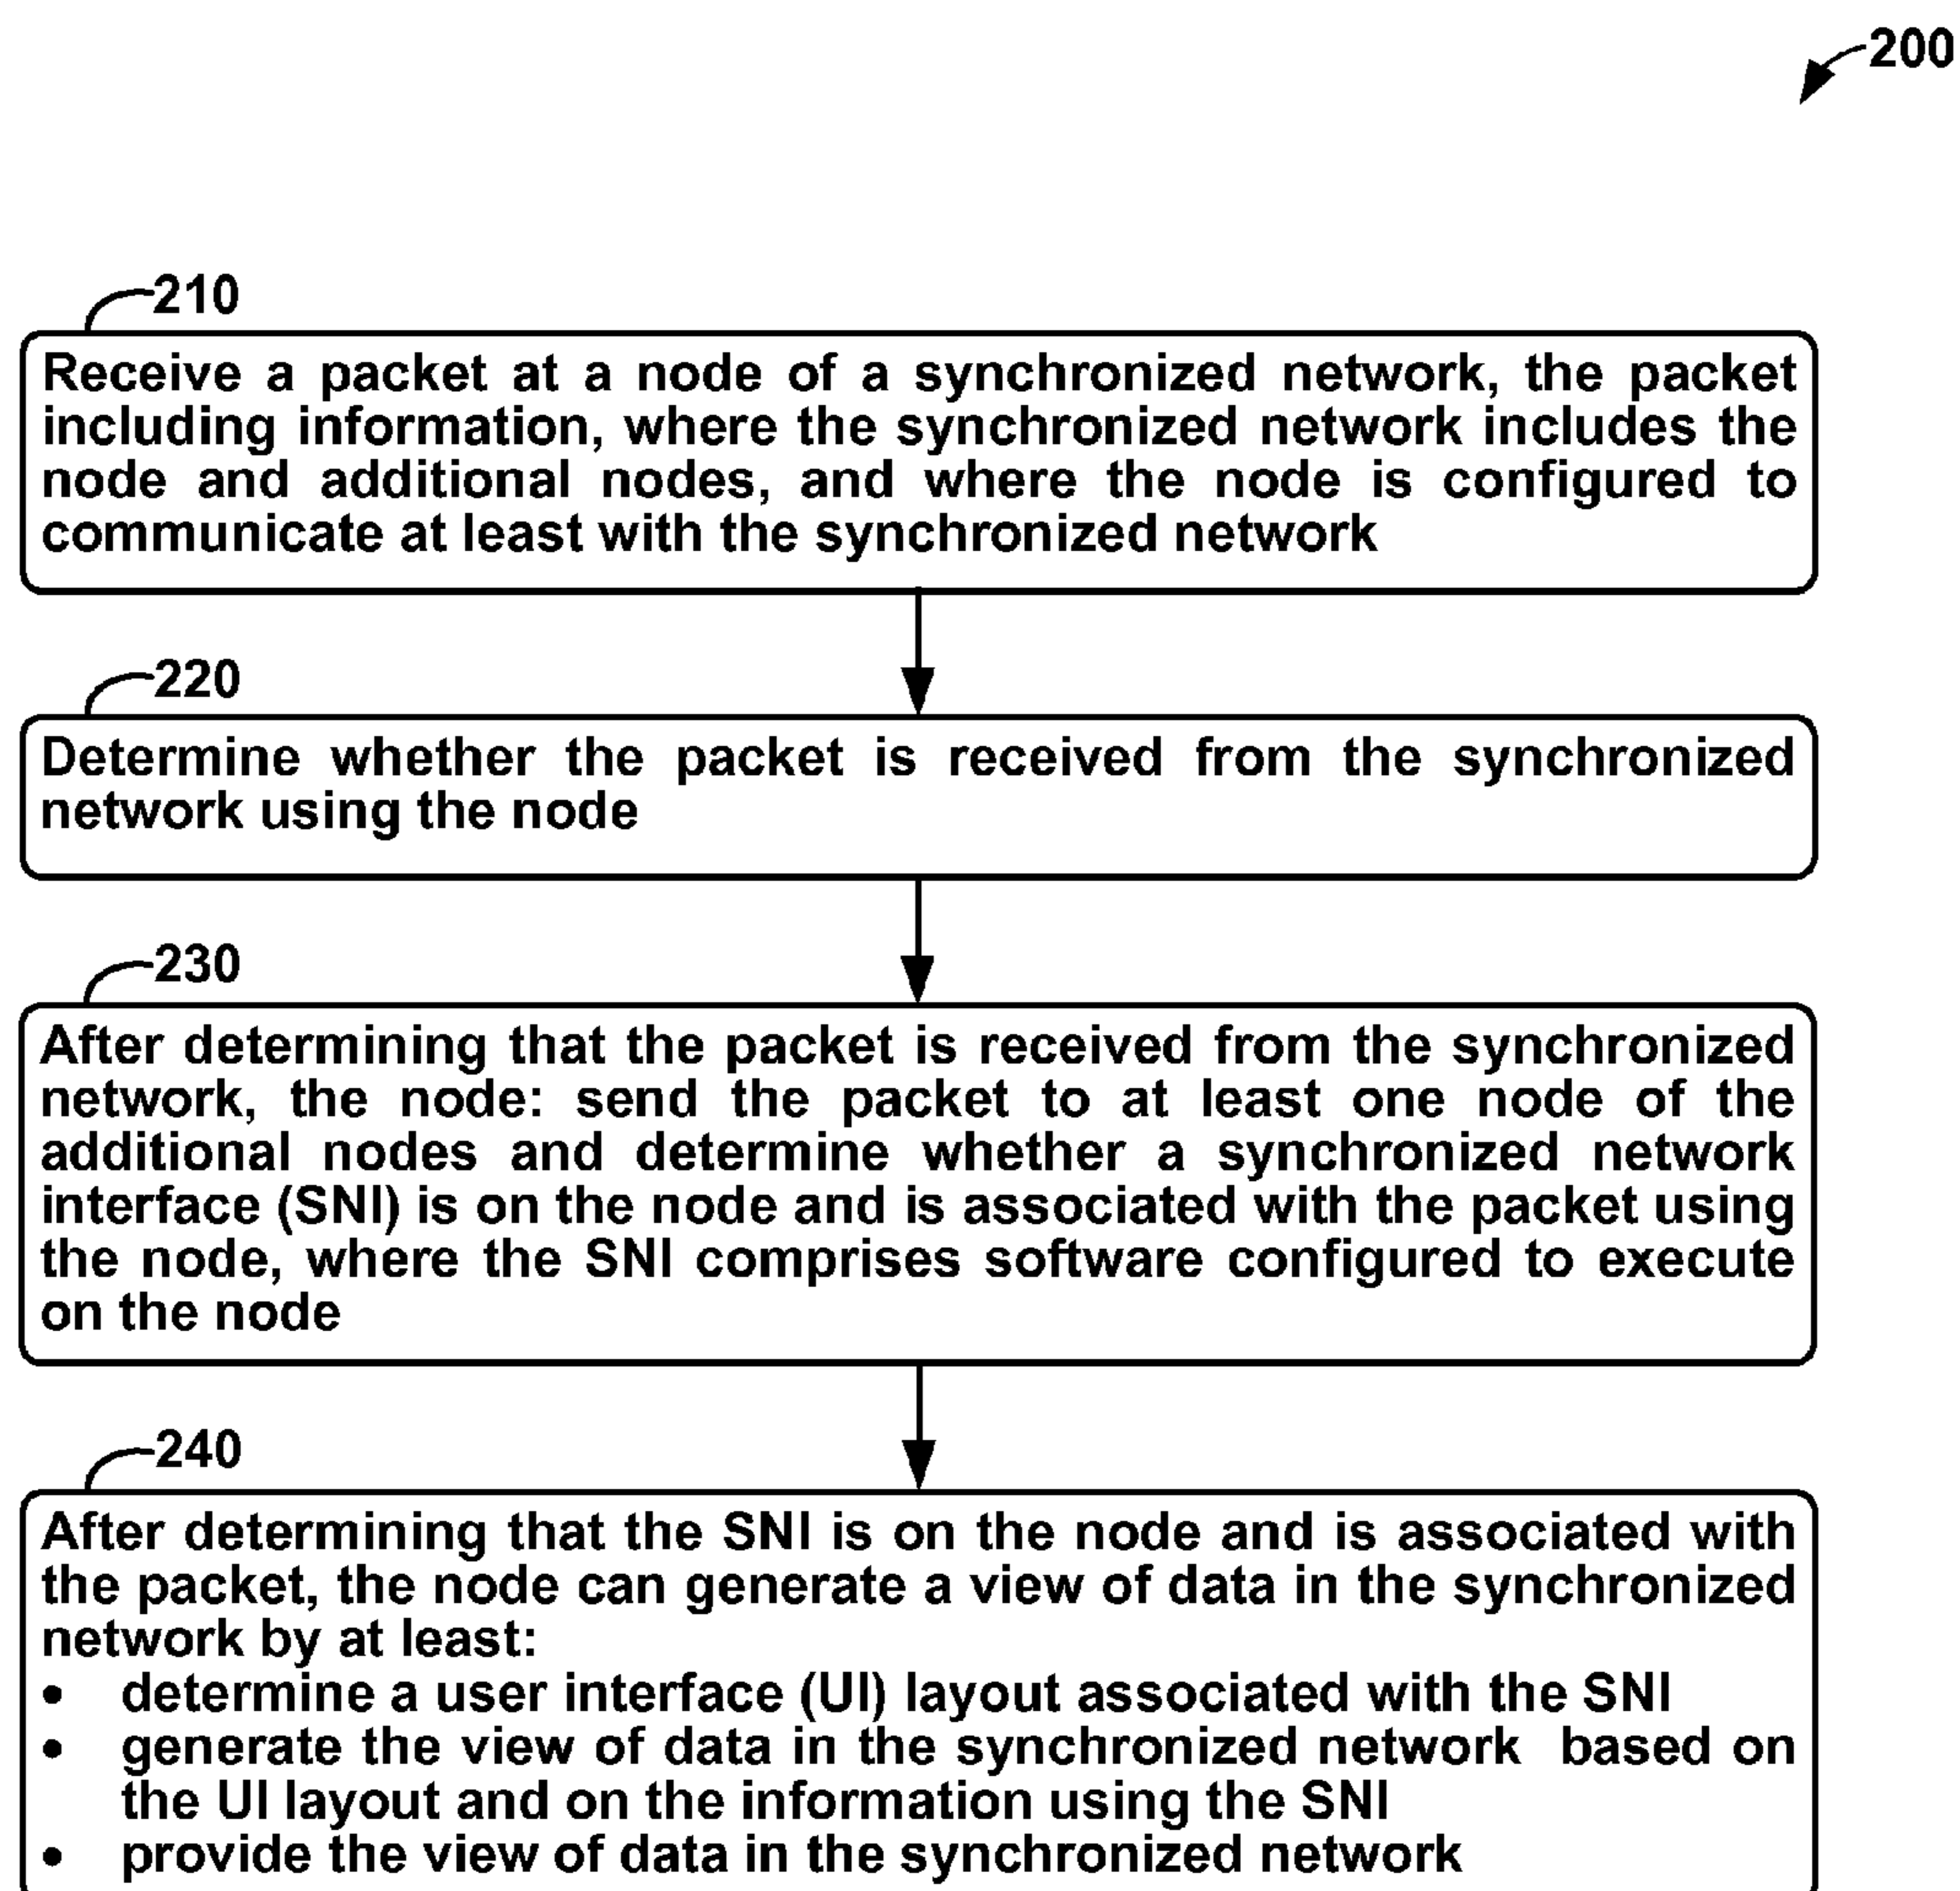 200
210
Receive a packet at a node of a synchronized network, the packet
including information, where the synchronized network includes the
node and additional nodes, and where the node is configured to
communicate at least with the synchronized network
220
Determine whether the packet is received from the synchronized
network using the node
230
After determining that the packet is received from the synchronized
network, the node: send the packet to at least one node of the
additional nodes and determine whether a synchronized network
interface (SNI) is on the node and is associated with the packet using
the node, where the SNI comprises software configured to execute
on the node
240
After determining that the SNI is on the node and is associated with
the packet, the node can generate a view of data in the synchronized
network by at least:
• determine a user interface (UI) layout associated with the SNI
• generate the view of data in the synchronized network based on
the UI layout and on the information using the SNI
• provide the view of data in the synchronized network